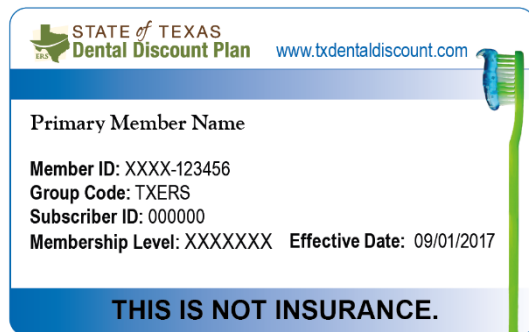 STATE of TEXAS
ERS
Dental Discount Plan
www.txdentaldiscount.com
Primary Member Name
Member ID: XXXX-123456
Group Code: TXERS
Subscriber ID: 000000
Membership Level: XXXXXXX Effective Date: 09/01/2017
THIS IS NOT INSURANCE.